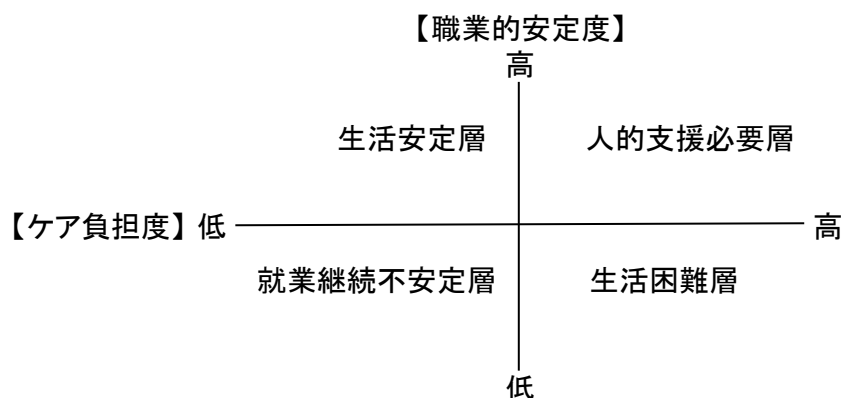 【職業的安定度】
高
生活安定層 人的支援必要層
【ケア負担度】低 高
就業継続不安定層 生活困難層
低